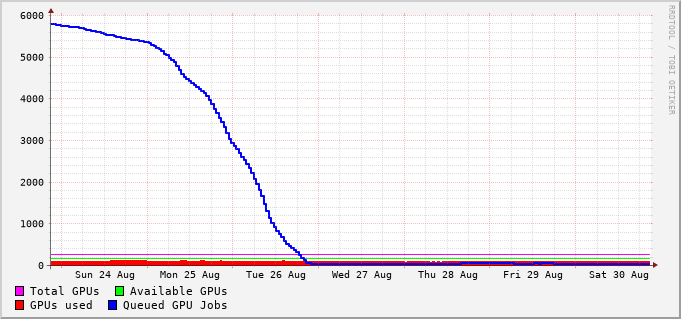 6000
5000
4000
3000
2000
1000
0
Sun 24 Aug Mon 25 Aug Tue 26 Aug Wed 27 Aug Thu 28 Aug Fri 29 Aug Sat 30 Aug
Total GPUs Available GPUs
GPUs used Queued GPU Jobs
RRDTOOL / TOBI OETIKER